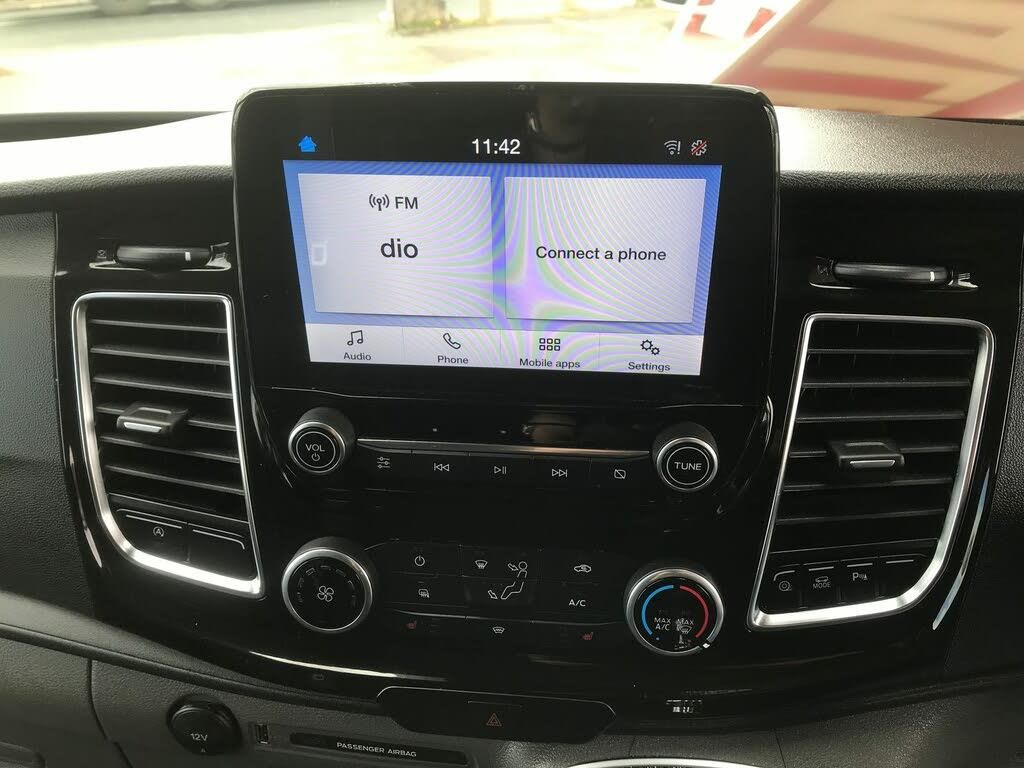 11:42
FM
dio
Connect a phone
Audio
Phone
Mobile apps
Settings
VOL
TUNE
A
MODE
P
A/C
MAX
A/C
MAX
12V
PASSENGER AIRBAG